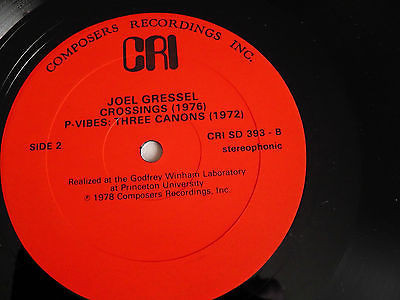 COMPOSERS RECORDINGS INC.
CRI
JOEL GRESSEL
CROSSINGS (1976)
P-VIBES: THREE CANONS (1972)
SIDE 2
CRI SD 393 - B
stereophonic
Realized at the Godfrey Winham Laboratory
at Princeton University
℗ 1978 Composers Recordings, Inc.